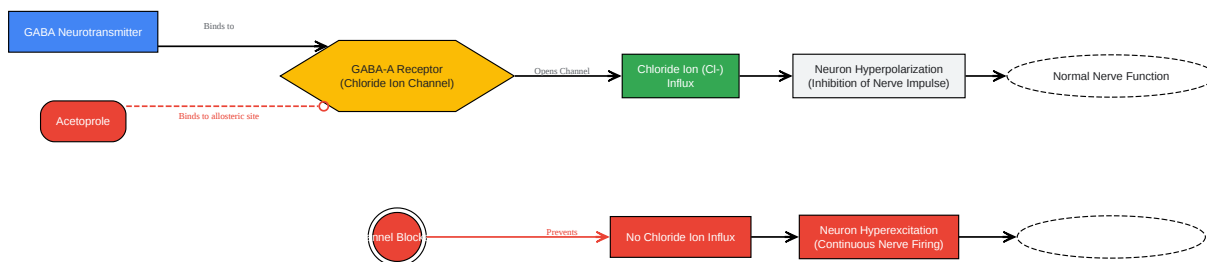 GABA Neurotransmitter
Binds to
GABA-A Receptor
(Chloride Ion Channel)
Opens Channel
Chloride Ion (Cl-)
Influx
Neuron Hyperpolarization
(Inhibition of Nerve Impulse)
Normal Nerve Function
Acetoprole
Binds to allosteric site
Prevents
No Chloride Ion Influx
Neuron Hyperexcitation
(Continuous Nerve Firing)